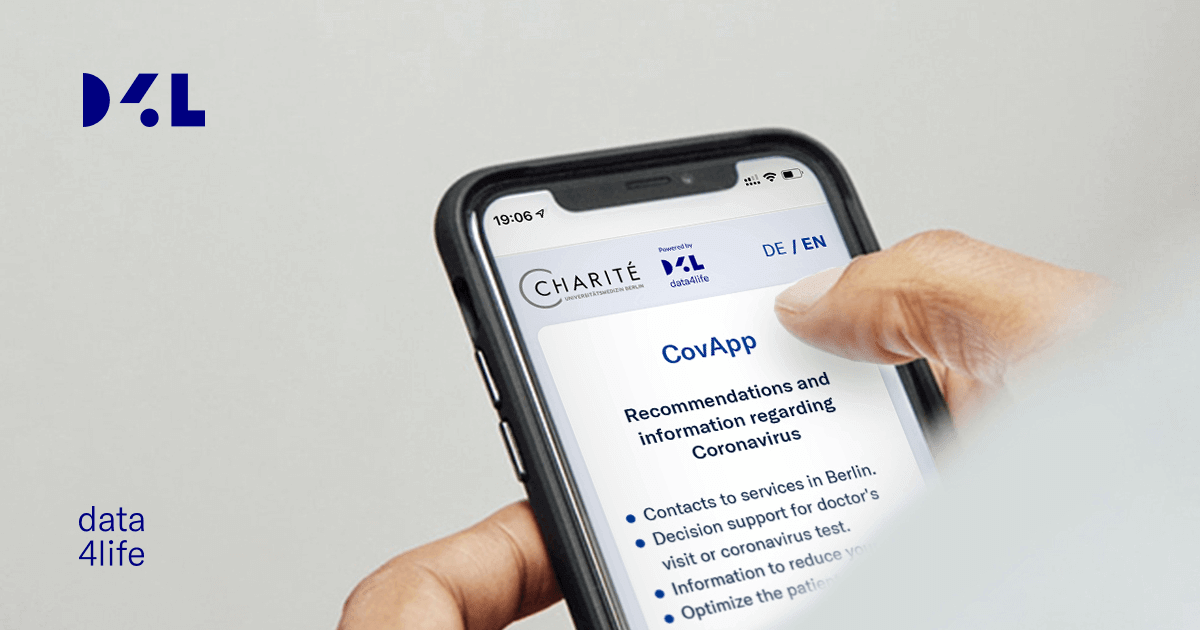 D4L
19:06
CHARITÉ
UNIVERSITÄTSMEDIZIN BERLIN
Powered by
D4L
data4life
DE / EN
CovApp
Recommendations and
information regarding
Coronavirus
• Contacts to services in Berlin.
• Decision support for doctor's
visit or coronavirus test.
• Information to reduce
• Optimize the
data
4life